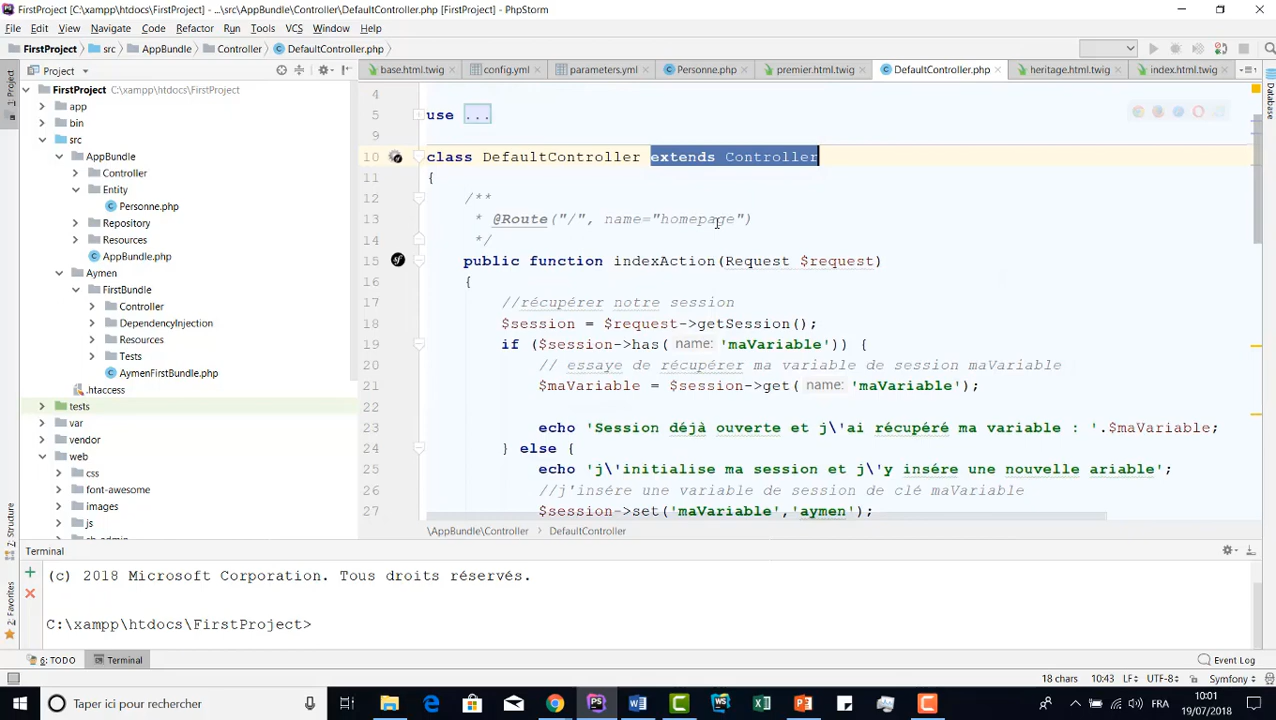 FirstProject [C:\xampp\htdocs\FirstProject] - ...\src\AppBundle\Controller\DefaultController.php [FirstProject] - PhpStorm
File Edit View Navigate Code Refactor Run Tools VCS Window Help
FirstProject src AppBundle Controller DefaultController.php
Project
base.html.twig config.yml parameters.yml Personne.php premier.html.twig DefaultController.php heritage.html.twig index.html.twig
1: Project
Database
FirstProject C:\xampp\htdocs\FirstProject
app
bin
src
AppBundle
Controller
Entity
Personne.php
Repository
Resources
AppBundle.php
Aymen
FirstBundle
Controller
DependencyInjection
Resources
Tests
AymenFirstBundle.php
.htaccess
tests
var
vendor
web
css
font-awesome
images
js
4
5 use ...
9
10 class DefaultController extends Controller
11 {
12 /**
13 * @Route("/", name="homepage")
14 */
15 public function indexAction(Request $request)
16 {
17 //récupérer notre session
18 $session = $request->getSession();
19 if ($session->has( name: 'maVariable')) {
20 // essaye de récupérer ma variable de session maVariable
21 $maVariable = $session->get( name: 'maVariable');
22
23 echo 'Session déjà ouverte et j\'ai récupéré ma variable : '.$maVariable;
24 } else {
25 echo 'j\'initialise ma session et j\'y insére une nouvelle ariable';
26 //j'insére une variable de session de clé maVariable
27 $session->set('maVariable','aymen');
\AppBundle\Controller DefaultController
7: Structure
2: Favorites
Terminal
(c) 2018 Microsoft Corporation. Tous droits réservés.
C:\xampp\htdocs\FirstProject>
6: TODO Terminal Event Log
18 chars 10:43 LF UTF-8 Symfony
Taper ici pour rechercher
FRA
10:01
19/07/2018